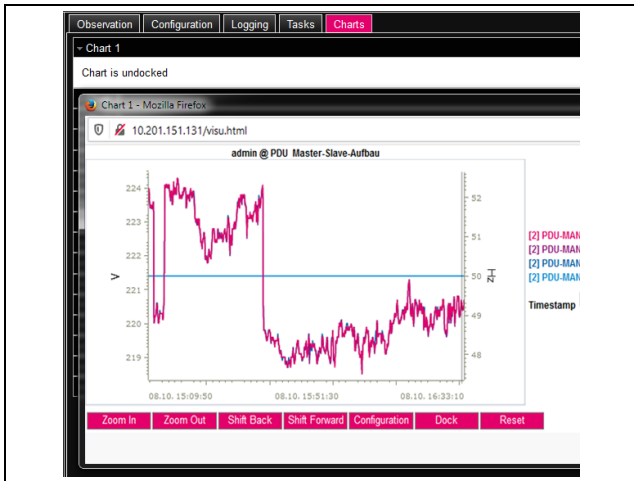 Observation Configuration Logging Tasks Charts
Chart 1
Chart is undocked
Chart 1 - Mozilla Firefox
10.201.151.131/visu.html
admin @ PDU Master-Slave-Aufbau
224
223
222
221
220
219
V
52
51
50
49
48
Hz
[2] PDU-MAN
[2] PDU-MAN
[2] PDU-MAN
[2] PDU-MAN
Timestamp
08.10. 15:09:50 08.10. 15:51:30 08.10. 16:33:10
Zoom In Zoom Out Shift Back Shift Forward Configuration Dock Reset